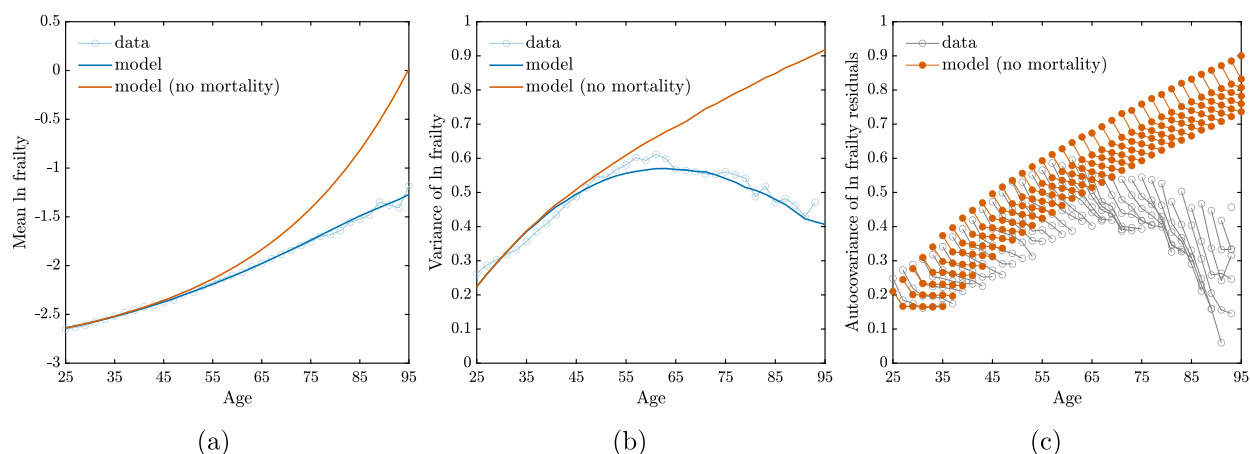 0.5
0
-0.5
-1
-1.5
-2
-2.5
-3
25 35 45 55 65 75 85 95
Mean ln frailty
Age
data
model
model (no mortality)
(a)
1
0.9
0.8
0.7
0.6
0.5
0.4
0.3
0.2
0.1
0
25 35 45 55 65 75 85 95
Variance of ln frailty
Age
data
model
model (no mortality)
(b)
1
0.9
0.8
0.7
0.6
0.5
0.4
0.3
0.2
0.1
0
25 35 45 55 65 75 85 95
Autocovariance of ln frailty residuals
Age
data
model (no mortality)
(c)